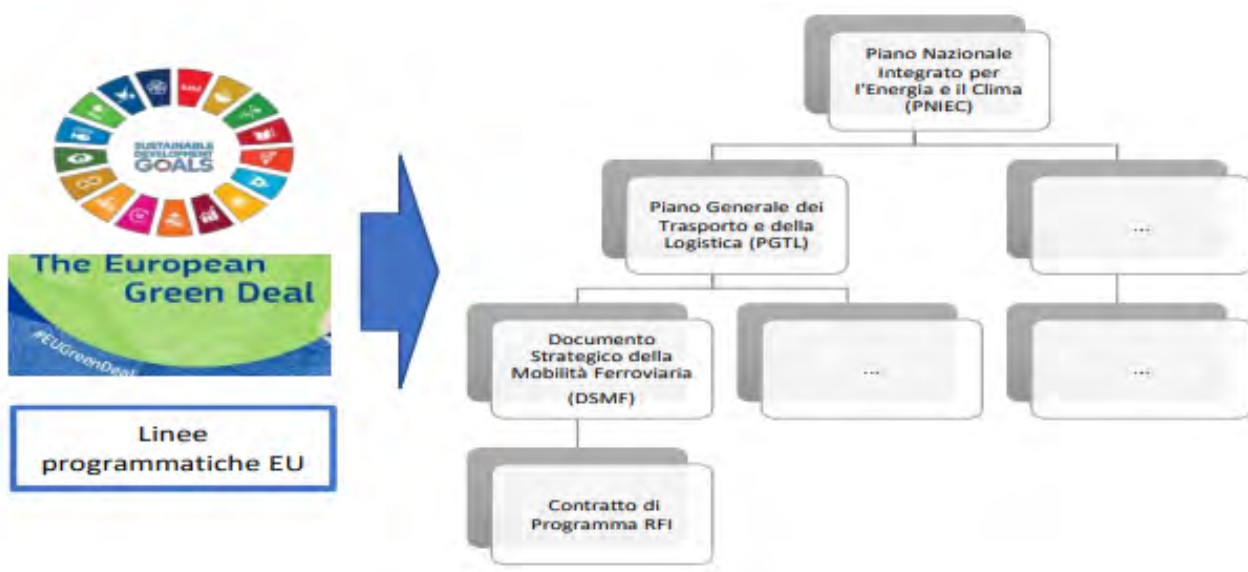 SUSTAINABLE
DEVELOPMENT
GOALS
The European
Green Deal
#EUGreenDeal
Linee
programmatiche EU
Piano Nazionale
Integrato per
l'Energia e il Clima
(PNIEC)
Piano Generale dei
Trasporto e della
Logistica (PGTL)
...
Documento
Strategico della
Mobilità Ferroviaria
(DSMF)
...
...
Contratto di
Programma RFI